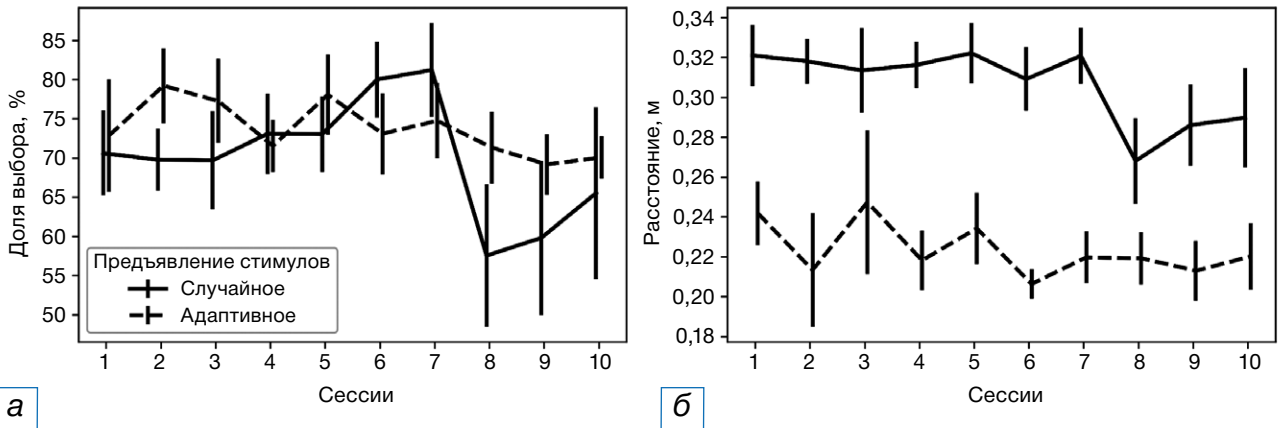 Доля выбора, %
85
80
75
70
65
60
55
50
Предъявление стимулов
Случайное
Адаптивное
1 2 3 4 5 6 7 8 9 10
Сессии
а
Расстояние, м
0,34
0,32
0,30
0,28
0,26
0,24
0,22
0,20
0,18
1 2 3 4 5 6 7 8 9 10
Сессии
б